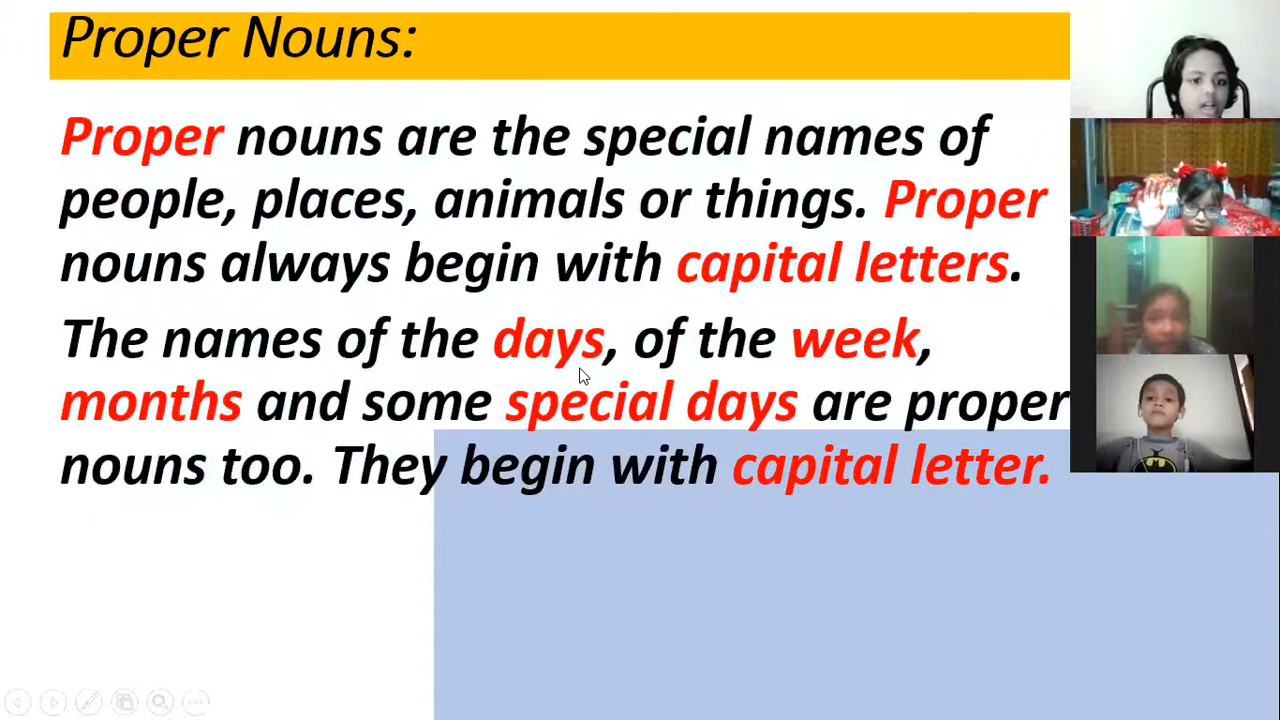 Proper Nouns:
Proper nouns are the special names of
people, places, animals or things. Proper
nouns always begin with capital letters.
The names of the days, of the week,
months and some special days are proper
nouns too. They begin with capital letter.